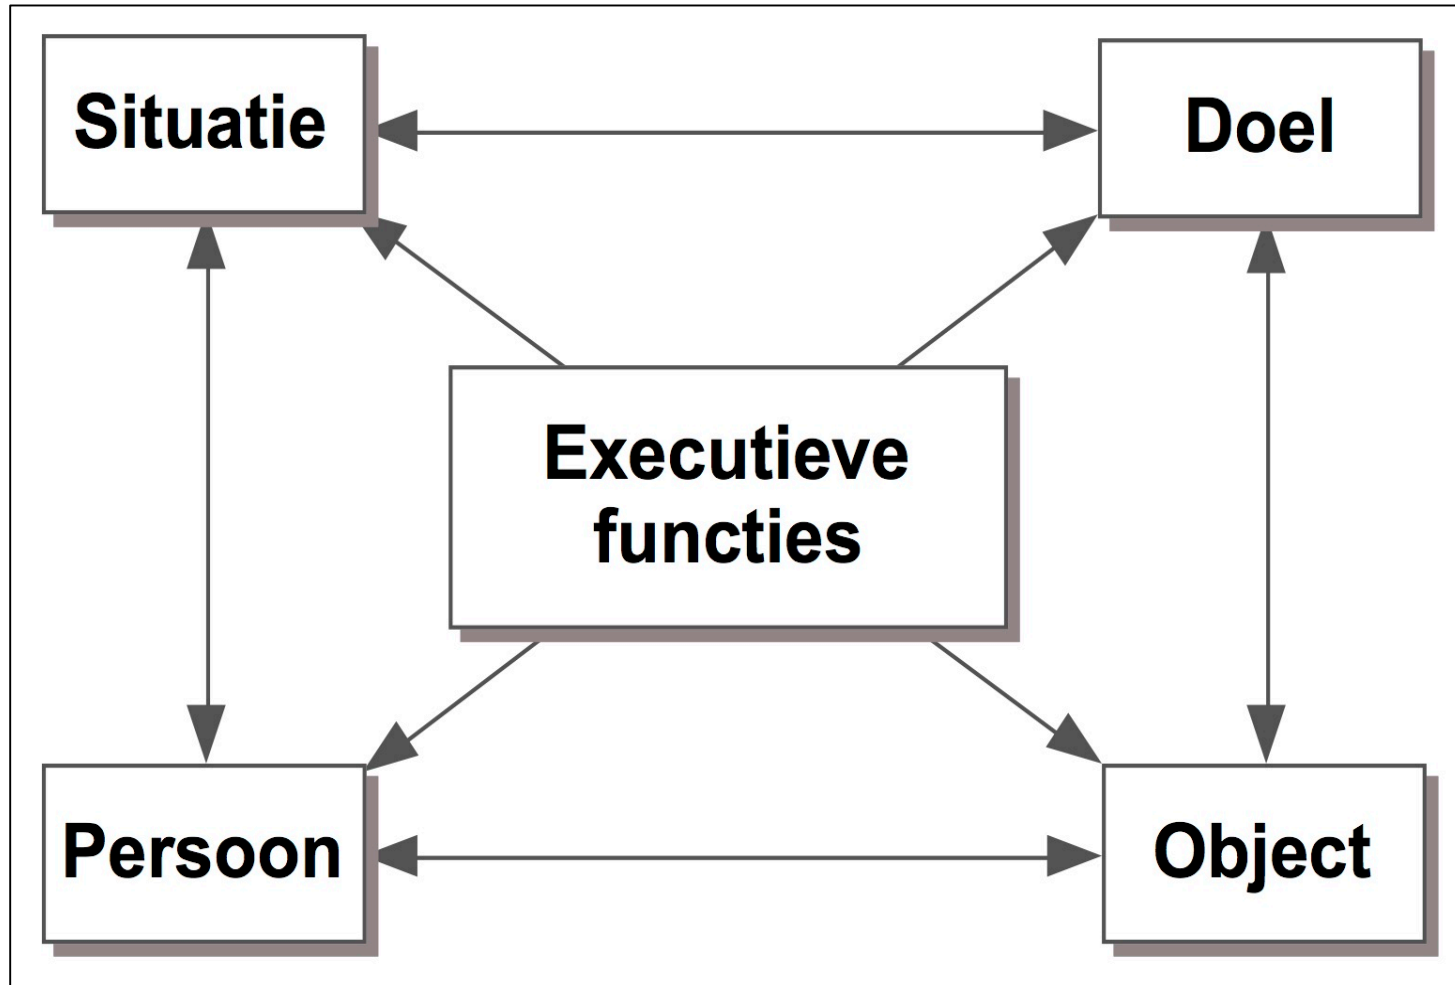 Situatie
Doel
Executieve
functies
Persoon
Object